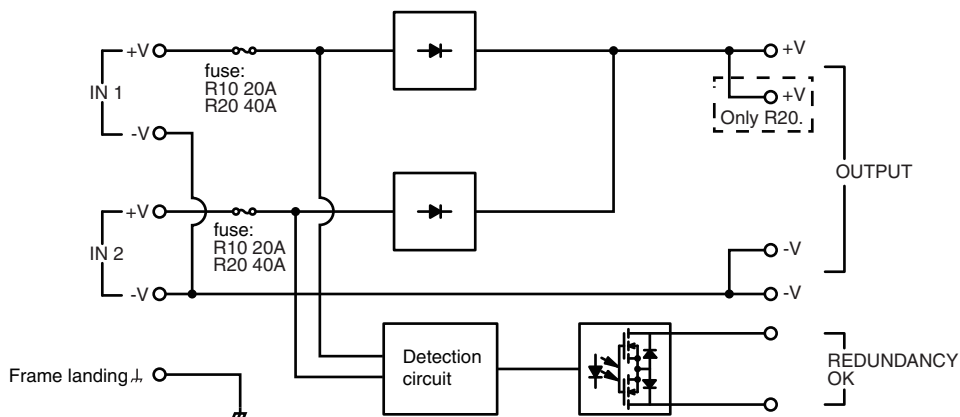 +V
fuse:
R10 20A
R20 40A
IN 1
-V
+V
+V
Only R20.
OUTPUT
+V
fuse:
R10 20A
R20 40A
IN 2
-V
-V
-V
Detection
circuit
REDUNDANCY
OK
Frame landing